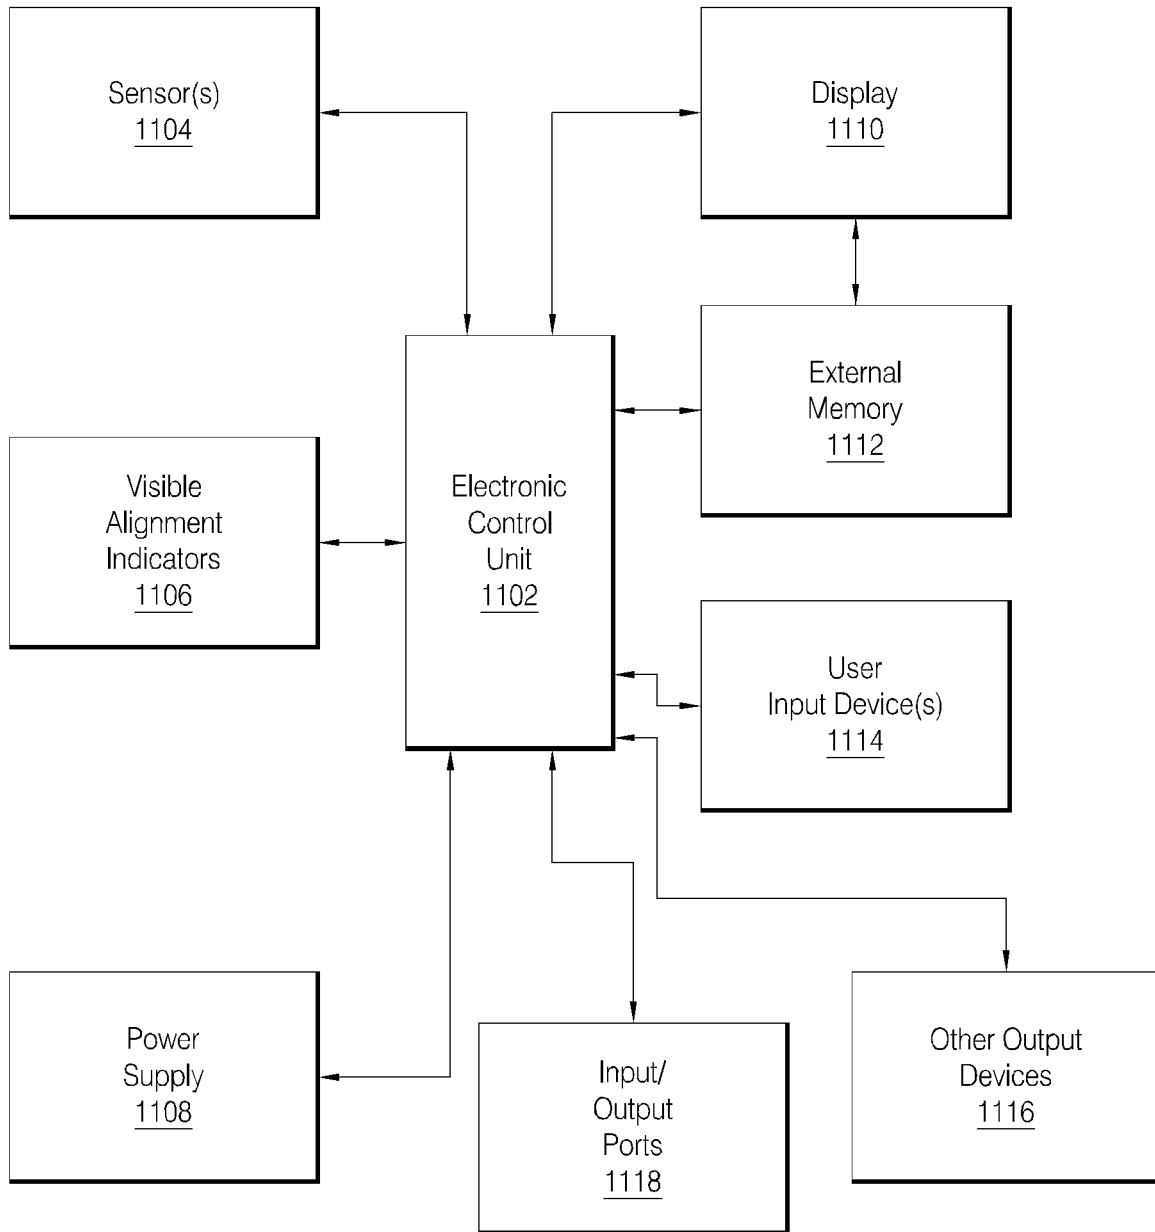 Sensor(s)
1104
Display
1110
External
Memory
1112
Visible
Alignment
Indicators
1106
Electronic
Control
Unit
1102
User
Input Device(s)
1114
Power
Supply
1108
Input/
Output
Ports
1118
Other Output
Devices
1116